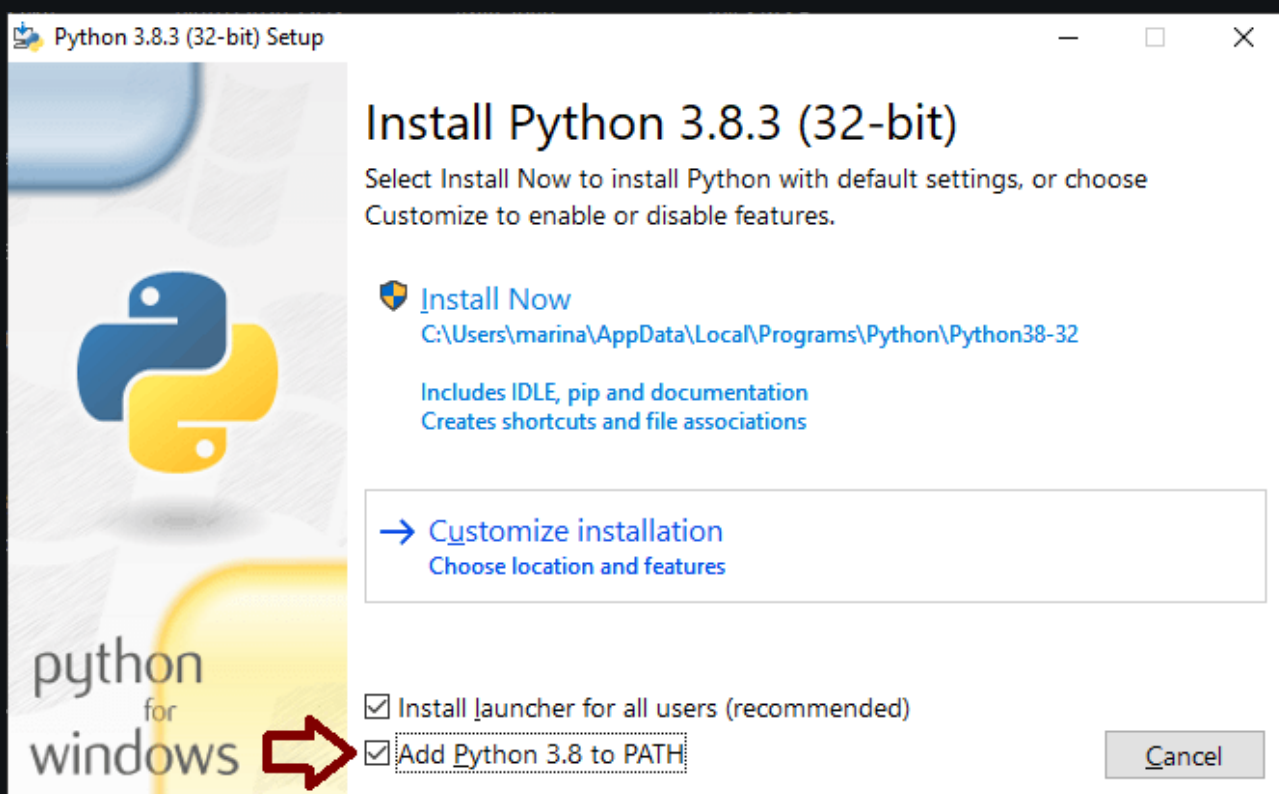 Python 3.8.3 (32-bit) Setup
Install Python 3.8.3 (32-bit)
Select Install Now to install Python with default settings, or choose
Customize to enable or disable features.
Install Now
C:\Users\marina\AppData\Local\Programs\Python\Python38-32
Includes IDLE, pip and documentation
Creates shortcuts and file associations
Customize installation
Choose location and features
python
for
windows
Install launcher for all users (recommended)
Add Python 3.8 to PATH
Cancel